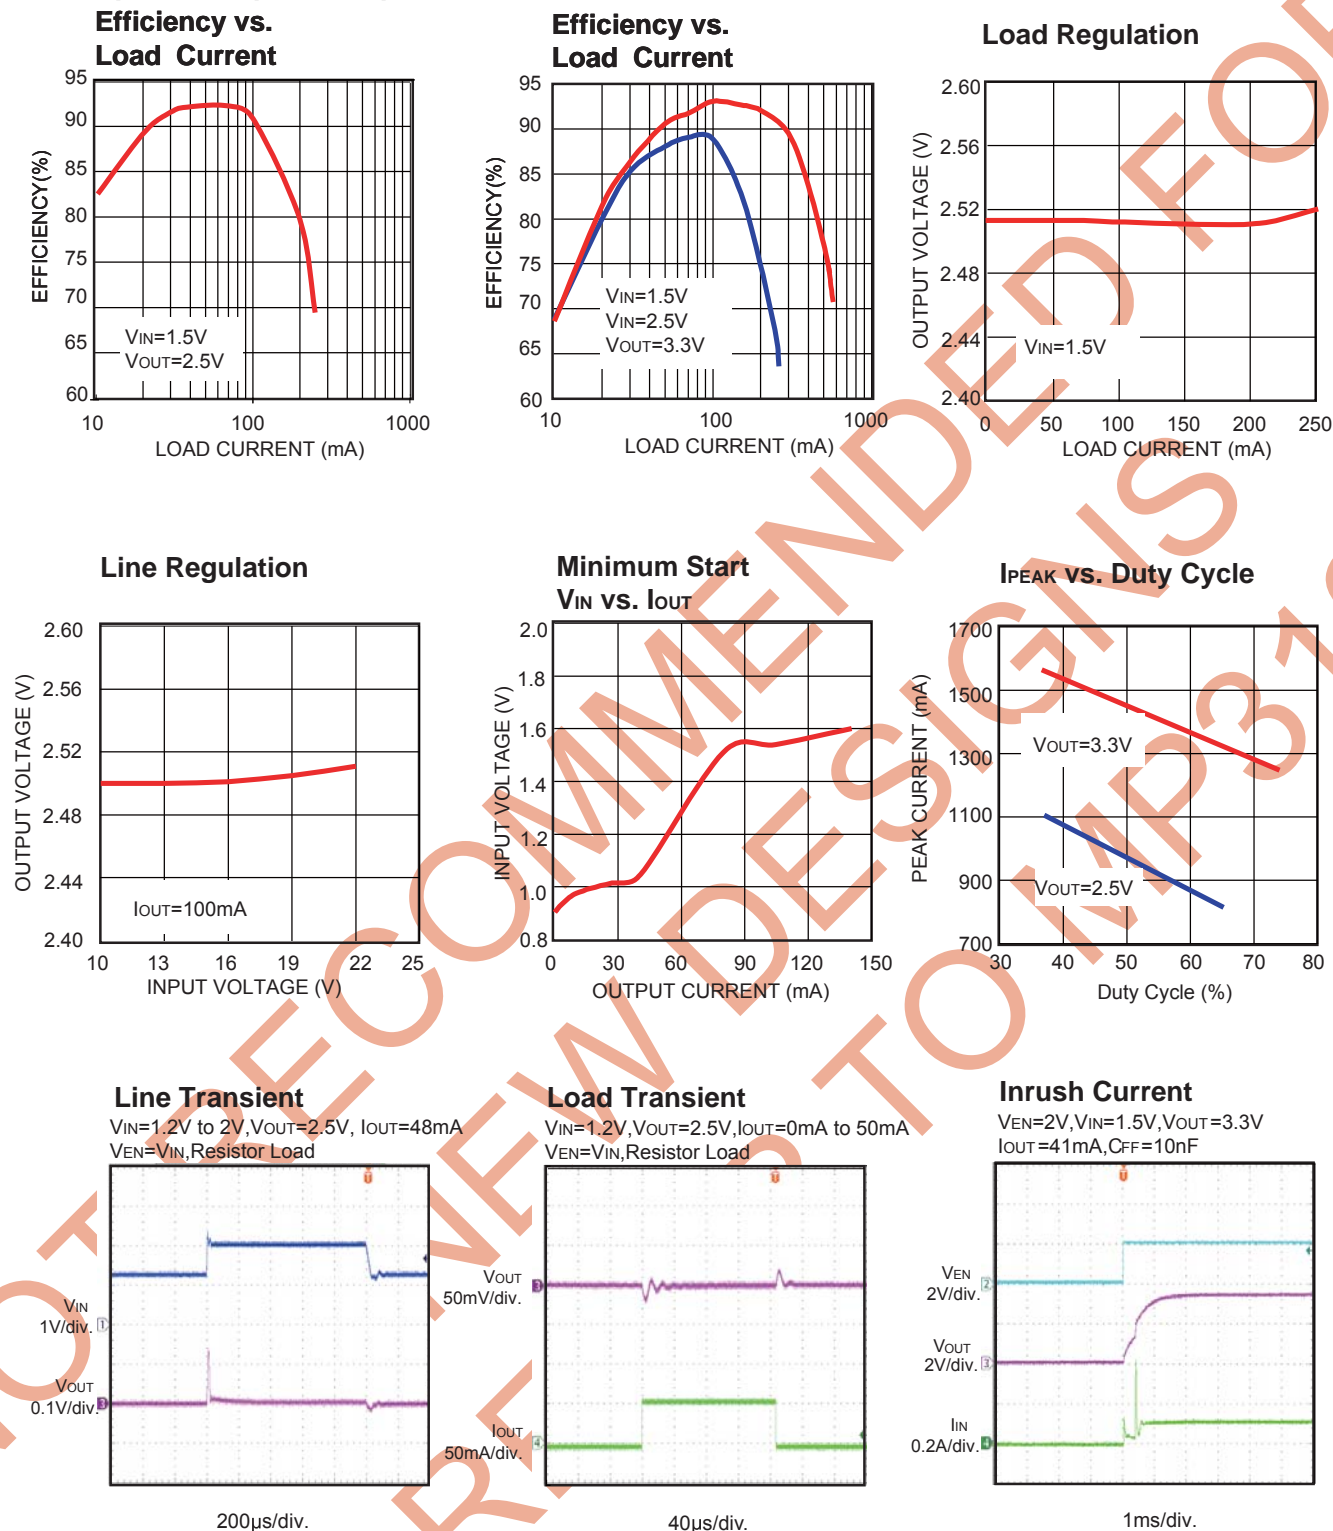 Efficiency vs.
Load Current
95
90
85
80
75
70
65
60
EFFICIENCY(%)
VIN=1.5V
VOUT=2.5V
10 100 1000
LOAD CURRENT (mA)
Efficiency vs.
Load Current
95
90
85
80
75
70
65
60
EFFICIENCY(%)
VIN=1.5V
VIN=2.5V
VOUT=3.3V
10 100 1000
LOAD CURRENT (mA)
Load Regulation
2.60
2.56
2.52
2.48
2.44
2.40
OUTPUT VOLTAGE (V)
VIN=1.5V
0 50 100 150 200 250
LOAD CURRENT (mA)
Line Regulation
2.60
2.56
2.52
2.48
2.44
2.40
OUTPUT VOLTAGE (V)
IOUT=100mA
10 13 16 19 22 25
INPUT VOLTAGE (V)
Minimum Start
VIN vs. IOUT
2.0
1.8
1.6
1.4
1.2
1.0
0.8
INPUT VOLTAGE (V)
0 30 60 90 120 150
OUTPUT CURRENT (mA)
IPEAK vs. Duty Cycle
1700
1500
1300
1100
900
700
PEAK CURRENT (mA)
VOUT=3.3V
VOUT=2.5V
30 40 50 60 70 80
Duty Cycle (%)
Line Transient
VIN=1.2V to 2V,VOUT=2.5V, IOUT=48mA
VEN=VIN,Resistor Load
VIN
1V/div.
1
VOUT
0.1V/div.
3
T
200µs/div.
Load Transient
VIN=1.2V,VOUT=2.5V,IOUT=0mA to 50mA
VEN=VIN,Resistor Load
VOUT
50mV/div.
3
IOUT
50mA/div.
4
T
40µs/div.
Inrush Current
VEN=2V,VIN=1.5V,VOUT=3.3V
IOUT=41mA,CFF=10nF
VEN
2V/div.
2
VOUT
2V/div.
3
IIN
0.2A/div.
4
T
1ms/div.
NOT RECOMMENDED FOR
NEW DESIGNS
TO MP31